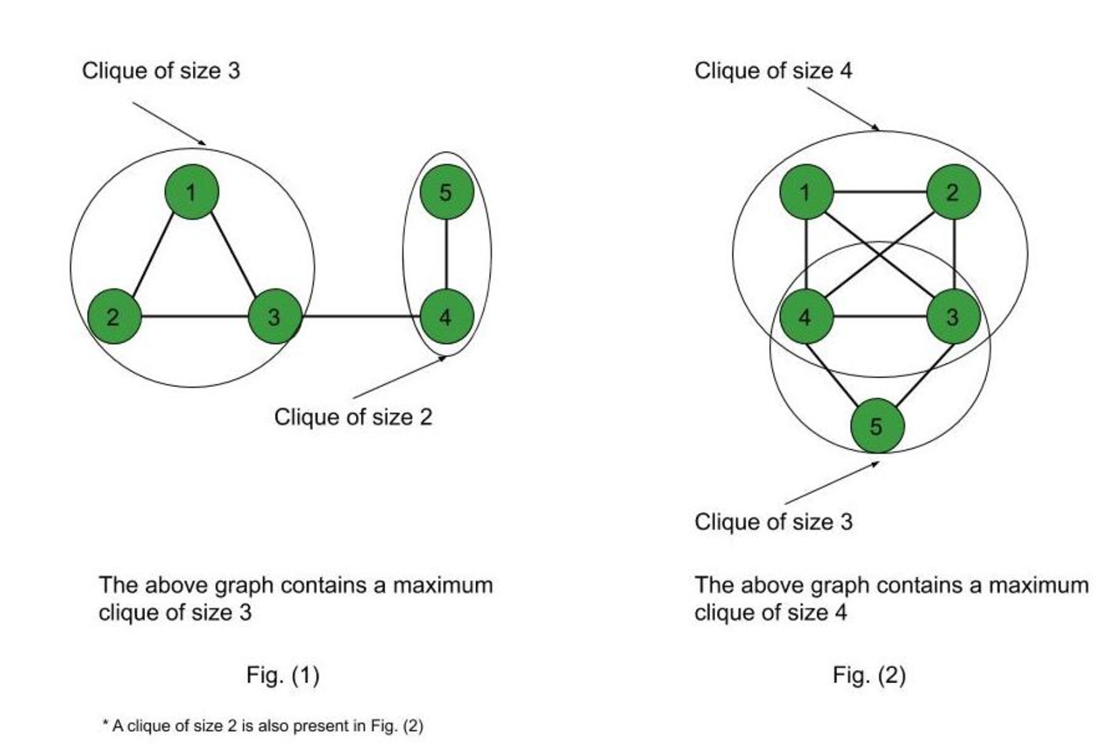 Clique of size 3
1
2
3
5
4
Clique of size 2
The above graph contains a maximum
clique of size 3
Fig. (1)
* A clique of size 2 is also present in Fig. (2)
Clique of size 4
1
2
4
3
5
Clique of size 3
The above graph contains a maximum
clique of size 4
Fig. (2)